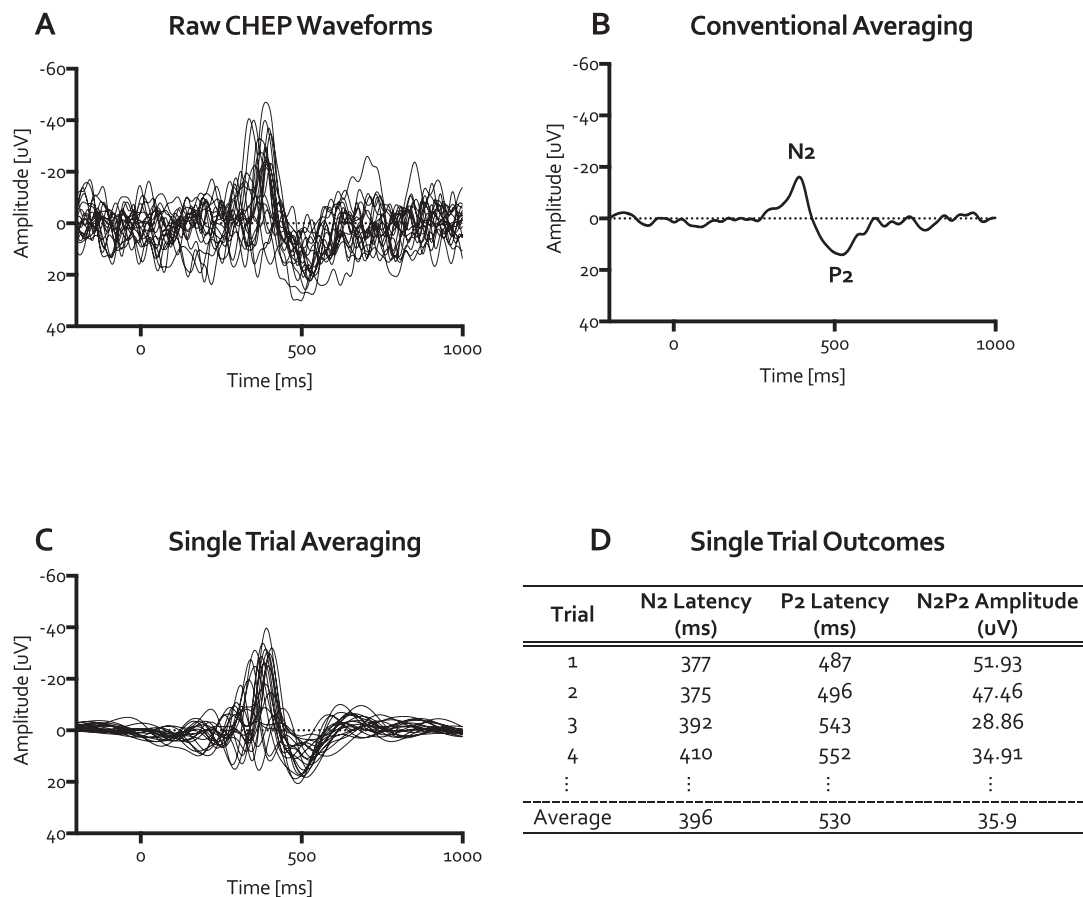 A Raw CHEP Waveforms
-60
-40
-20
0
20
40
Amplitude [uV]
0 500 1000
Time [ms]
B Conventional Averaging
-60
-40
-20
0
20
40
Amplitude [uV]
N2
P2
0 500 1000
Time [ms]
C Single Trial Averaging
-60
-40
-20
0
20
40
Amplitude [uV]
0 500 1000
Time [ms]
D Single Trial Outcomes
Trial N2 Latency (ms) P2 Latency (ms) N2P2 Amplitude (uV)
1 377 487 51.93
2 375 496 47.46
3 392 543 28.86
4 410 552 34.91
⋮ ⋮ ⋮ ⋮
Average 396 530 35.9